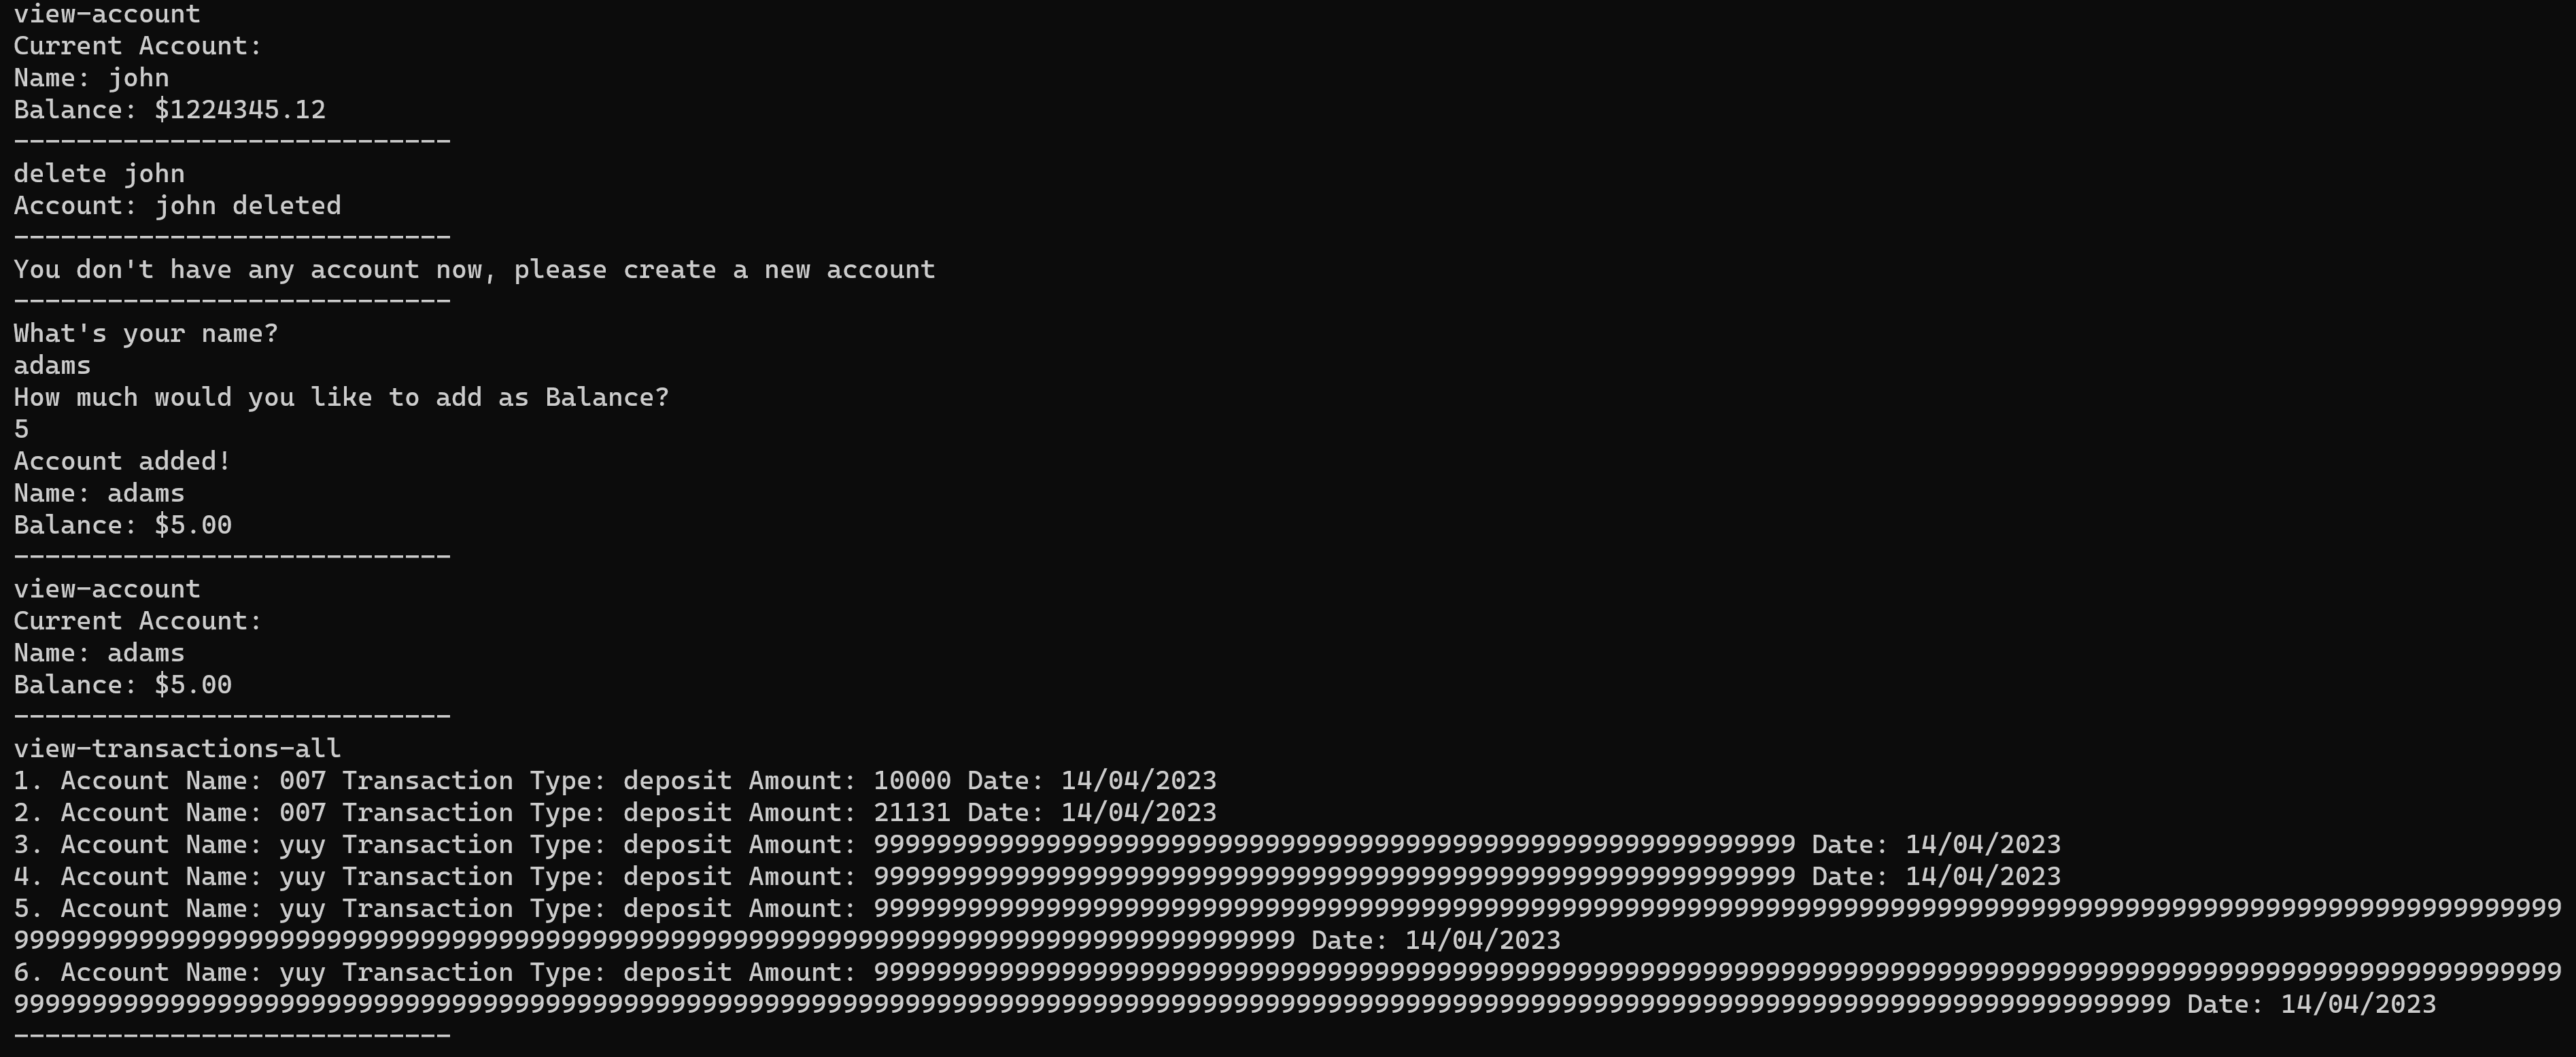 view-account
Current Account:
Name: john
Balance: $1224345.12
----------------------------
delete john
Account: john deleted
----------------------------
You don't have any account now, please create a new account
----------------------------
What's your name?
adams
How much would you like to add as Balance?
5
Account added!
Name: adams
Balance: $5.00
----------------------------
view-account
Current Account:
Name: adams
Balance: $5.00
----------------------------
view-transactions-all
1. Account Name: 007 Transaction Type: deposit Amount: 10000 Date: 14/04/2023
2. Account Name: 007 Transaction Type: deposit Amount: 21131 Date: 14/04/2023
3. Account Name: yuy Transaction Type: deposit Amount: 99999999999999999999999999999999999999999999999999999999999 Date: 14/04/2023
4. Account Name: yuy Transaction Type: deposit Amount: 99999999999999999999999999999999999999999999999999999999999 Date: 14/04/2023
5. Account Name: yuy Transaction Type: deposit Amount: 999999999999999999999999999999999999999999999999999999999999999999999999999999999999999999999999999999999999
9999999999999999999999999999999999999999999999999999999999999999999999999999999999 Date: 14/04/2023
6. Account Name: yuy Transaction Type: deposit Amount: 999999999999999999999999999999999999999999999999999999999999999999999999999999999999999999999999999999999999
999999999999999999999999999999999999999999999999999999999999999999999999999999999999999999999999999999999999999999999999999999999999999999 Date: 14/04/2023
----------------------------